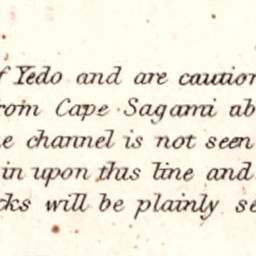 f Yedo and are caution
rom Cape Sagami ab
e channel is not seen
in upon this line and
cks will be plainly se